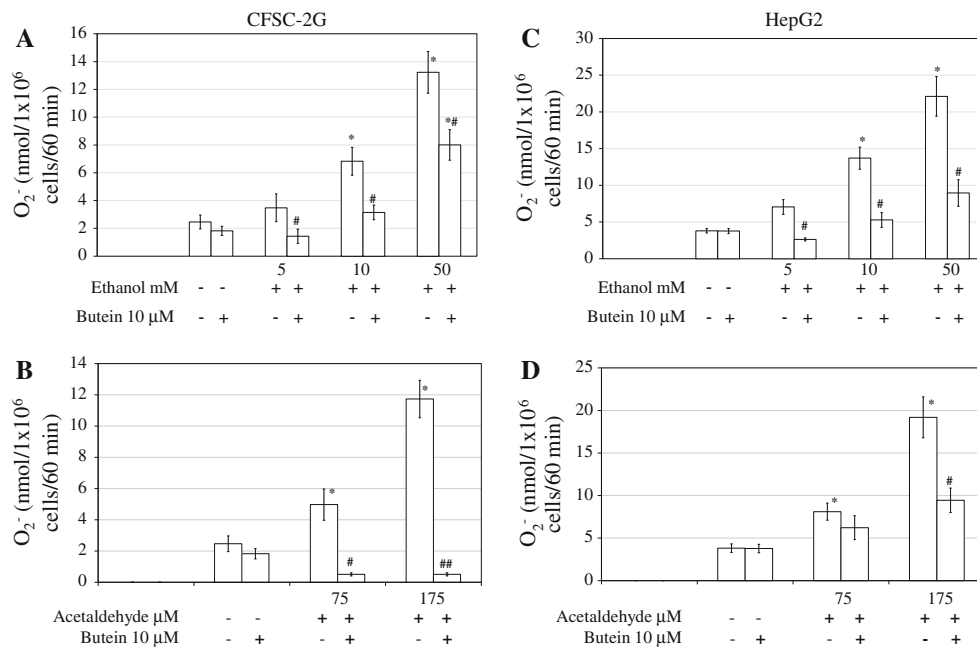 CFSC-2G
HepG2
A
O2- (nmol/1x10^6 cells/60 min)
16
14
12
10
8
6
4
2
0
* * *# # #
5 10 50
Ethanol mM - - + + + + + +
Butein 10 µM - + - + - + - +
C
O2- (nmol/1x10^6 cells/60 min)
30
25
20
15
10
5
0
* * # # #
5 10 50
Ethanol mM - - + + + + + +
Butein 10 µM - + - + - + - +
B
O2- (nmol/1x10^6 cells/60 min)
14
12
10
8
6
4
2
0
* * # ##
75 175
Acetaldehyde µM - - + + + +
Butein 10 µM - + - + - +
D
O2- (nmol/1x10^6 cells/60 min)
25
20
15
10
5
0
* * #
75 175
Acetaldehyde µM - - + + + +
Butein 10 µM - + - + - +